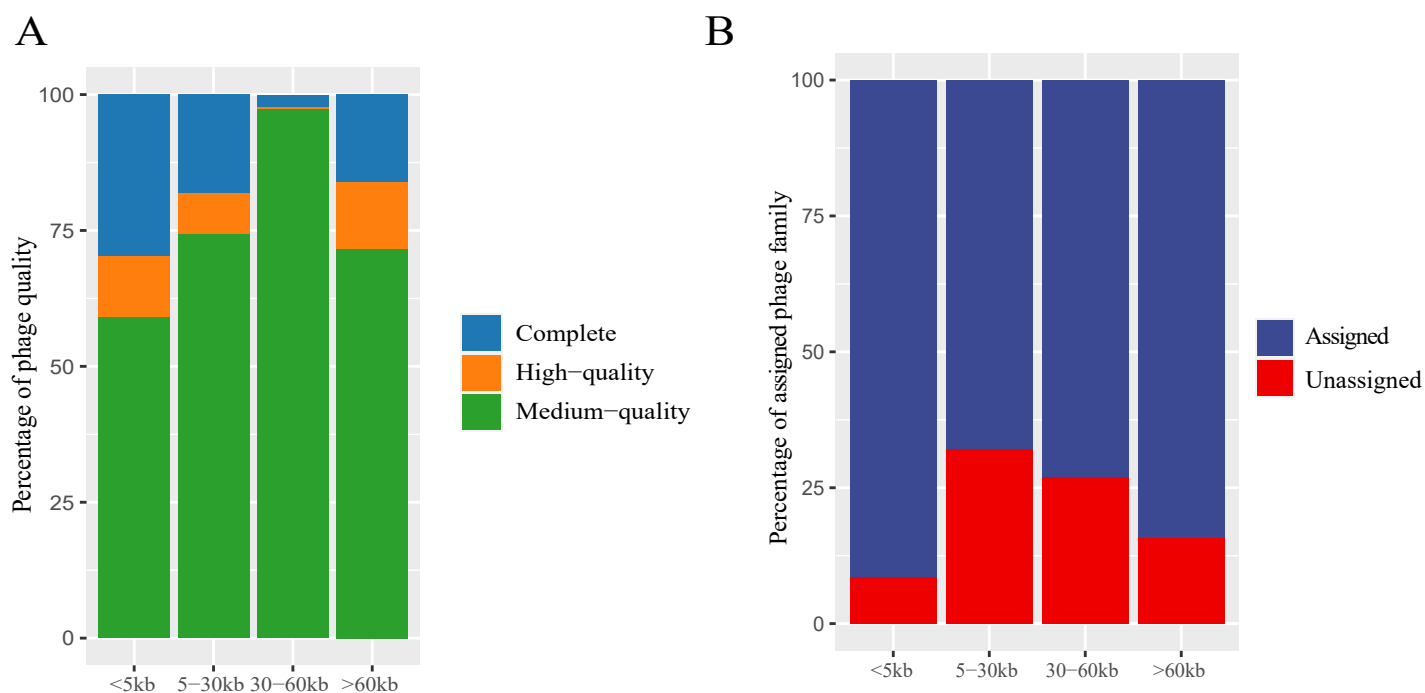 A
Percentage of phage quality
100
75
50
25
0
<5kb 5−30kb 30−60kb >60kb
Complete
High−quality
Medium−quality
B
Percentage of assigned phage family
100
75
50
25
0
<5kb 5−30kb 30−60kb >60kb
Assigned
Unassigned